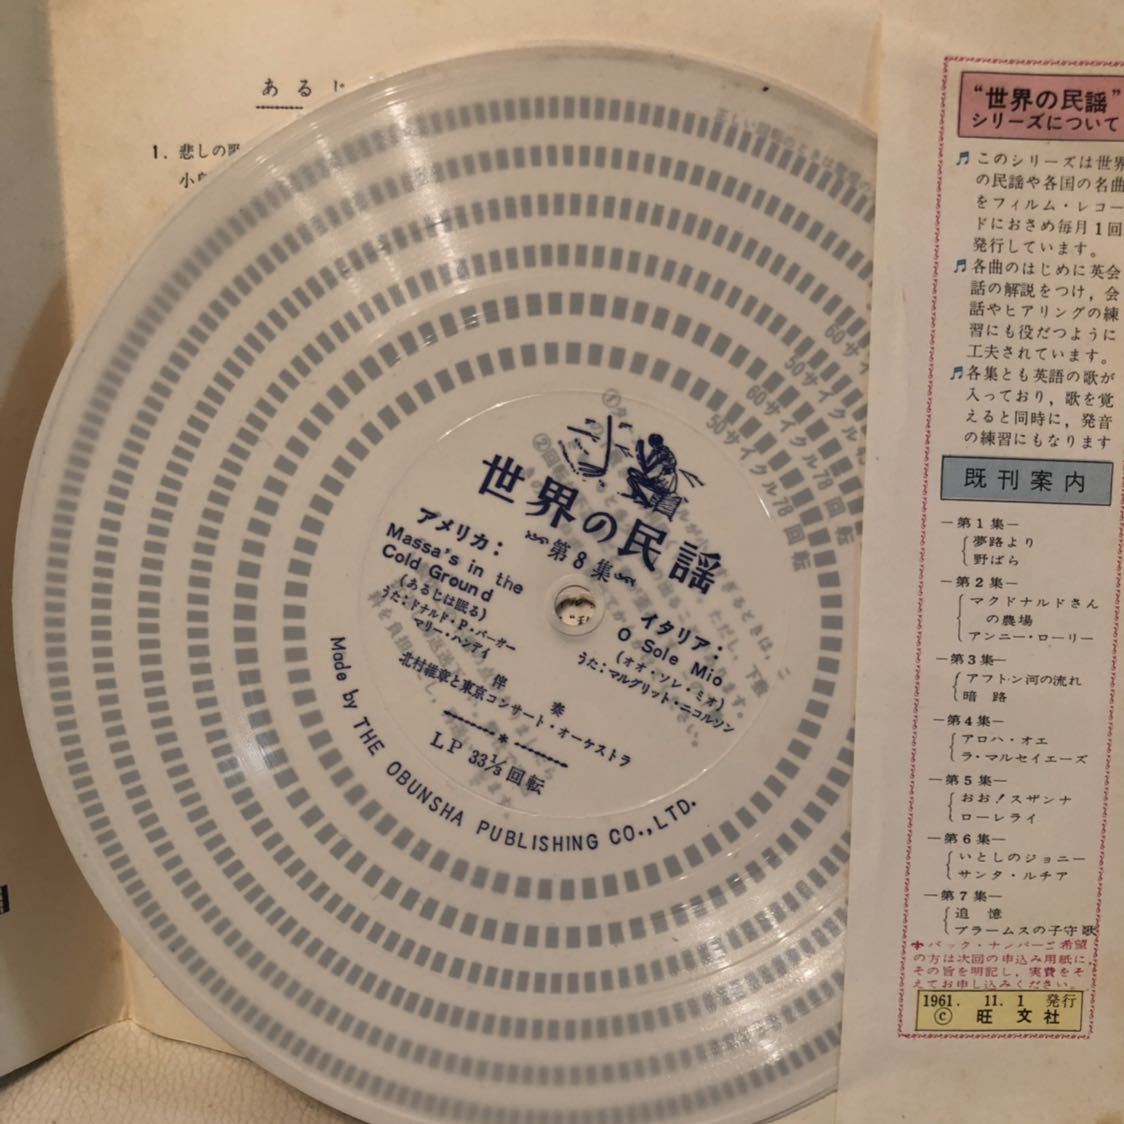 あるじ
1. 悲しの歌
小鳥
60サイクル
50サイクル
60サイクル78回転
50サイクル78回転
世界の民謡
第8集
アメリカ:
Massa's in the
Cold Ground
(あるじは眠る)
うた:ドナルド・P・バーガー
マリー・ハンデイ
イタリア:
O Sole Mio
(オオ・ソレ・ミオ)
うた:マルグリット・ニコルソン
伴奏
北村維章と東京コンサート・オーケストラ
LP 33⅓回転
Made by THE OBUNSHA PUBLISHING CO.,LTD.
"世界の民謡"
シリーズについて
このシリーズは世界
の民謡や各国の名曲
をフィルム・レコー
ドにおさめ毎月1回
発行しています。
各曲のはじめに英会
話の解説をつけ,会
話やヒアリングの練
習にも役だつように
工夫されています。
各集とも英語の歌が
入っており,歌を覚
えると同時に,発音
の練習にもなります
既刊案内
―第1集―
夢路より
野ばら
―第2集―
マクドナルドさん
の農場
アンニー・ローリー
―第3集―
アフトン河の流れ
暗路
―第4集―
アロハ・オエ
ラ・マルセイエーズ
―第5集―
おお!スザンナ
ローレライ
―第6集―
いとしのジョニー
サンタ・ルチア
―第7集―
追憶
ブラームスの子守歌
バック・ナンバーご希望
の方は次回の申込み用紙に,
その旨を明記し,実費をそ
えてお申し込みください。
1961. 11. 1 発行
© 旺文社